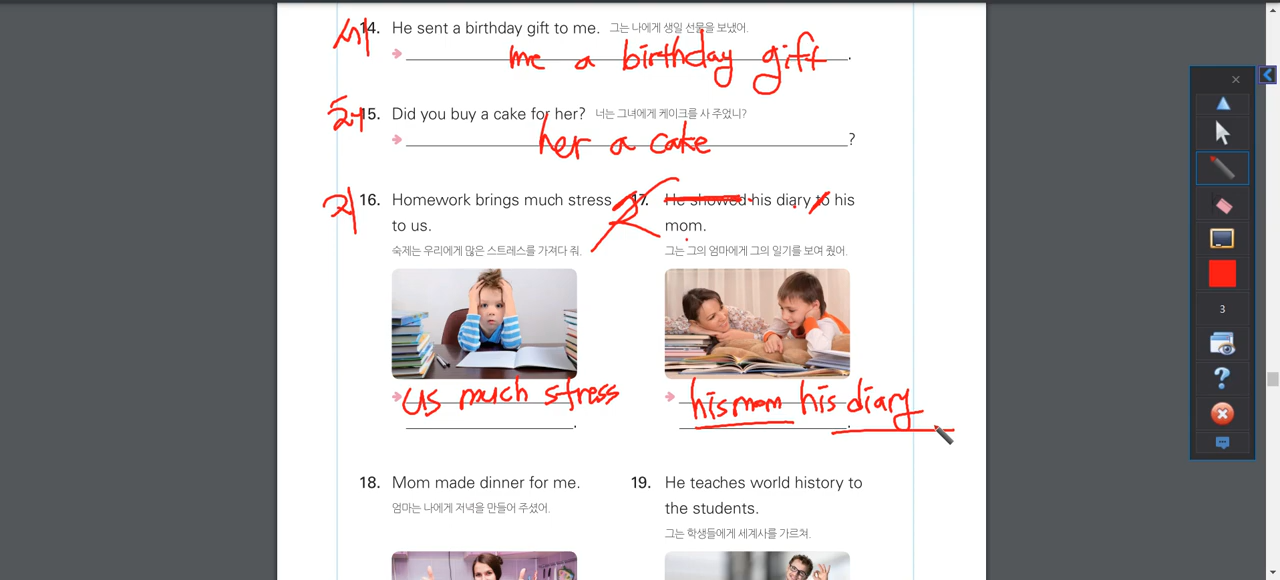 14. He sent a birthday gift to me. 그는 나에게 생일 선물을 보냈어.
me a birthday gift.
15. Did you buy a cake for her? 너는 그녀에게 케이크를 사 주었니?
her a cake ?
16. Homework brings much stress
to us.
숙제는 우리에게 많은 스트레스를 가져다 줘.
us much stress
.
17. He showed his diary to his
mom.
그는 그의 엄마에게 그의 일기를 보여 줬어.
his mom his diary
.
18. Mom made dinner for me.
엄마는 나에게 저녁을 만들어 주셨어.
19. He teaches world history to
the students.
그는 학생들에게 세계사를 가르쳐.
3